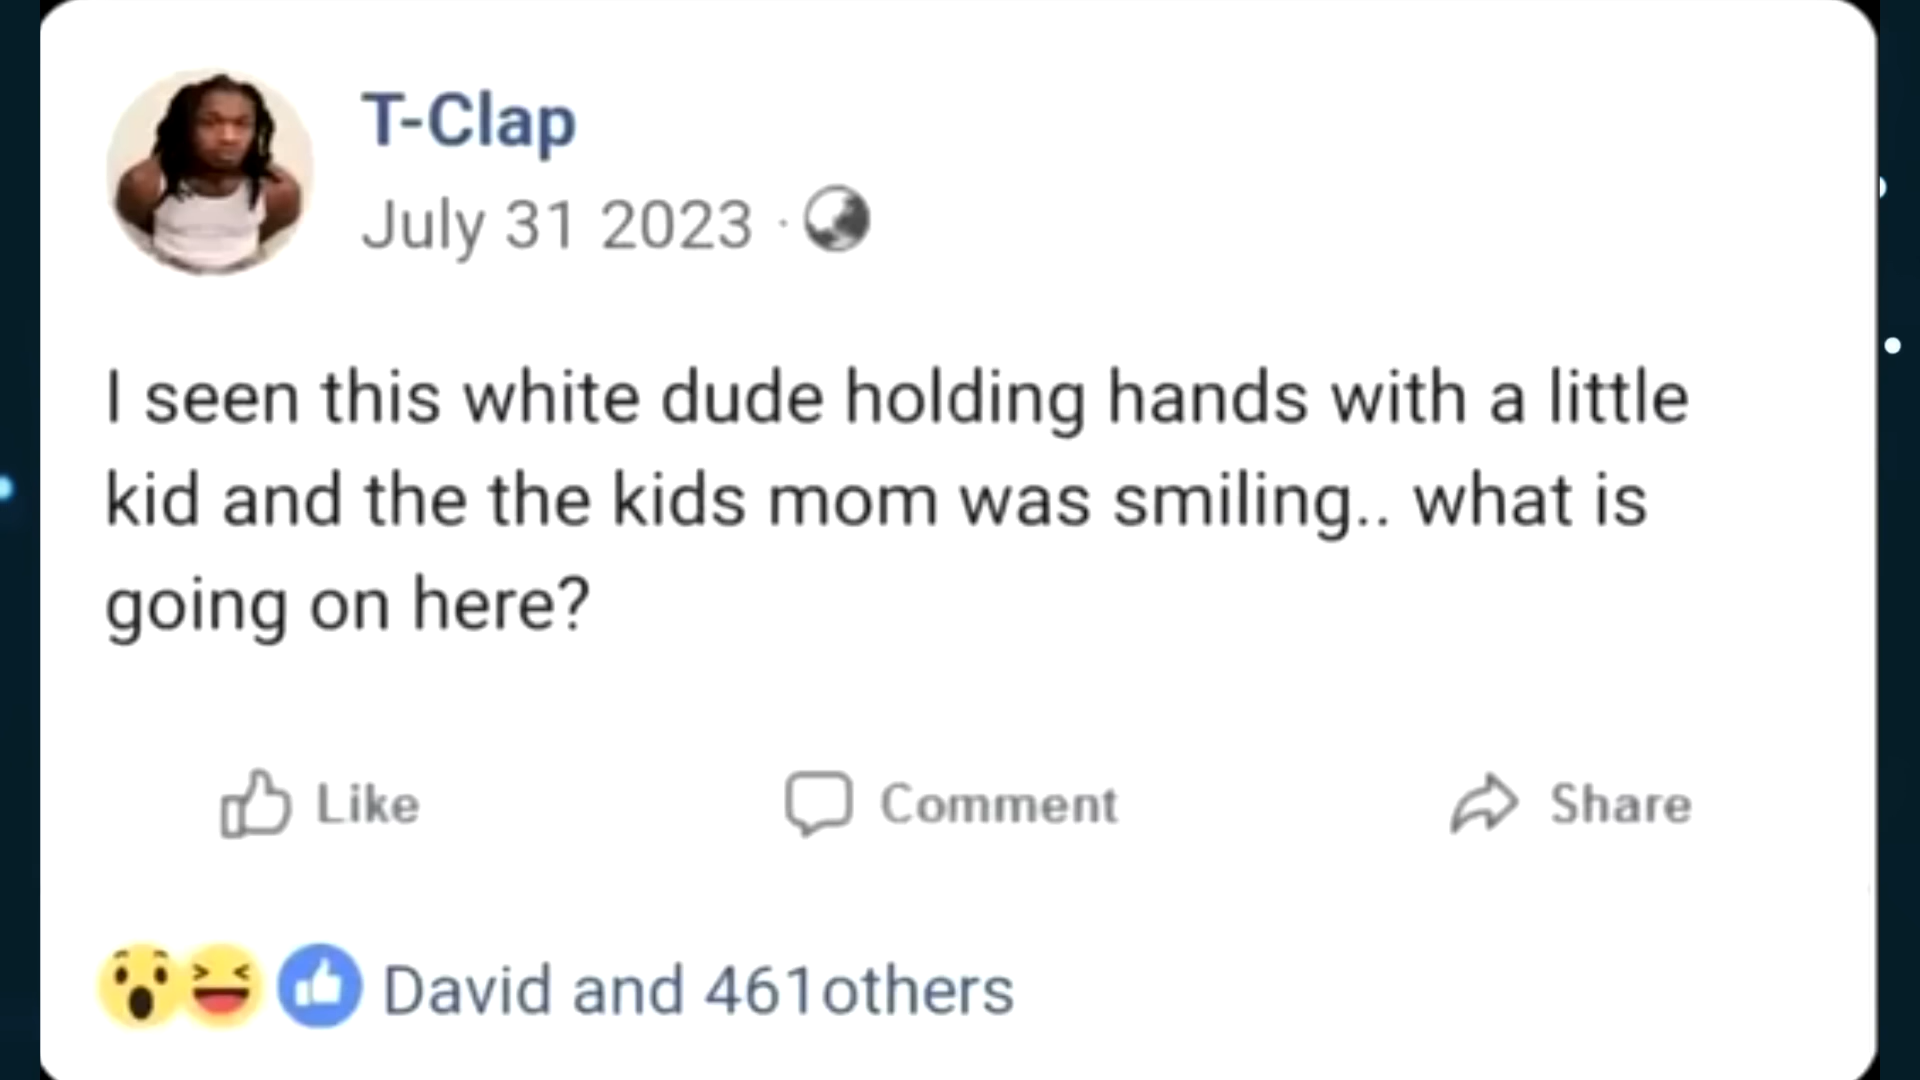 T-Clap
July 31 2023 ·
I seen this white dude holding hands with a little
kid and the the kids mom was smiling.. what is
going on here?
Like Comment Share
David and 461others